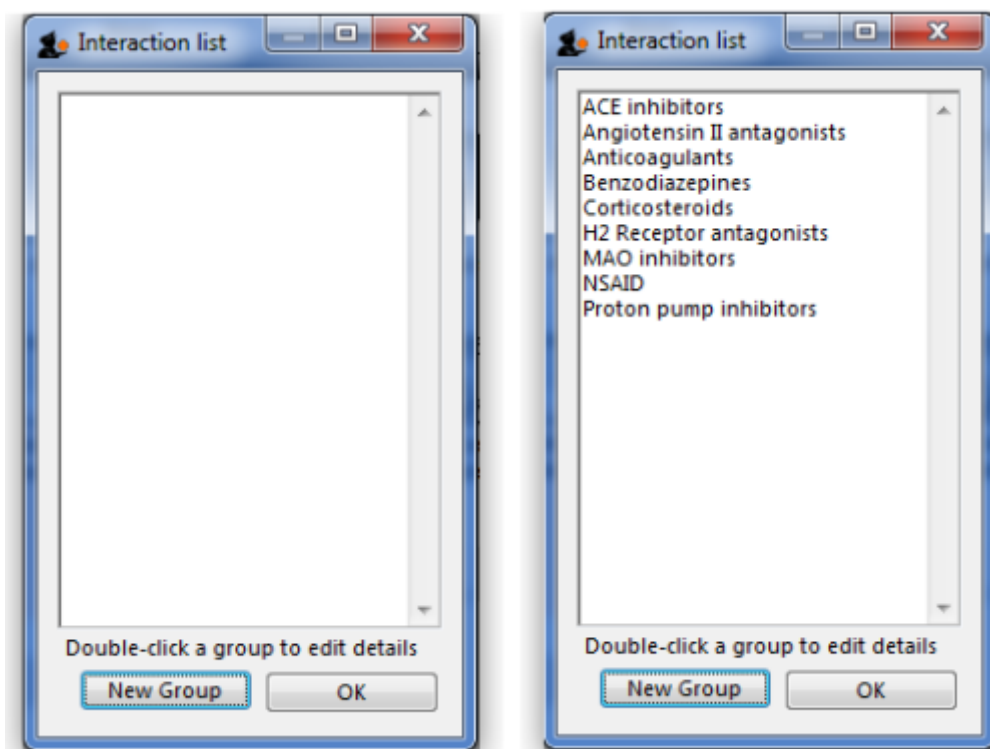 Interaction list
Double-click a group to edit details
New Group
OK
Interaction list
ACE inhibitors
Angiotensin II antagonists
Anticoagulants
Benzodiazepines
Corticosteroids
H2 Receptor antagonists
MAO inhibitors
NSAID
Proton pump inhibitors
Double-click a group to edit details
New Group
OK